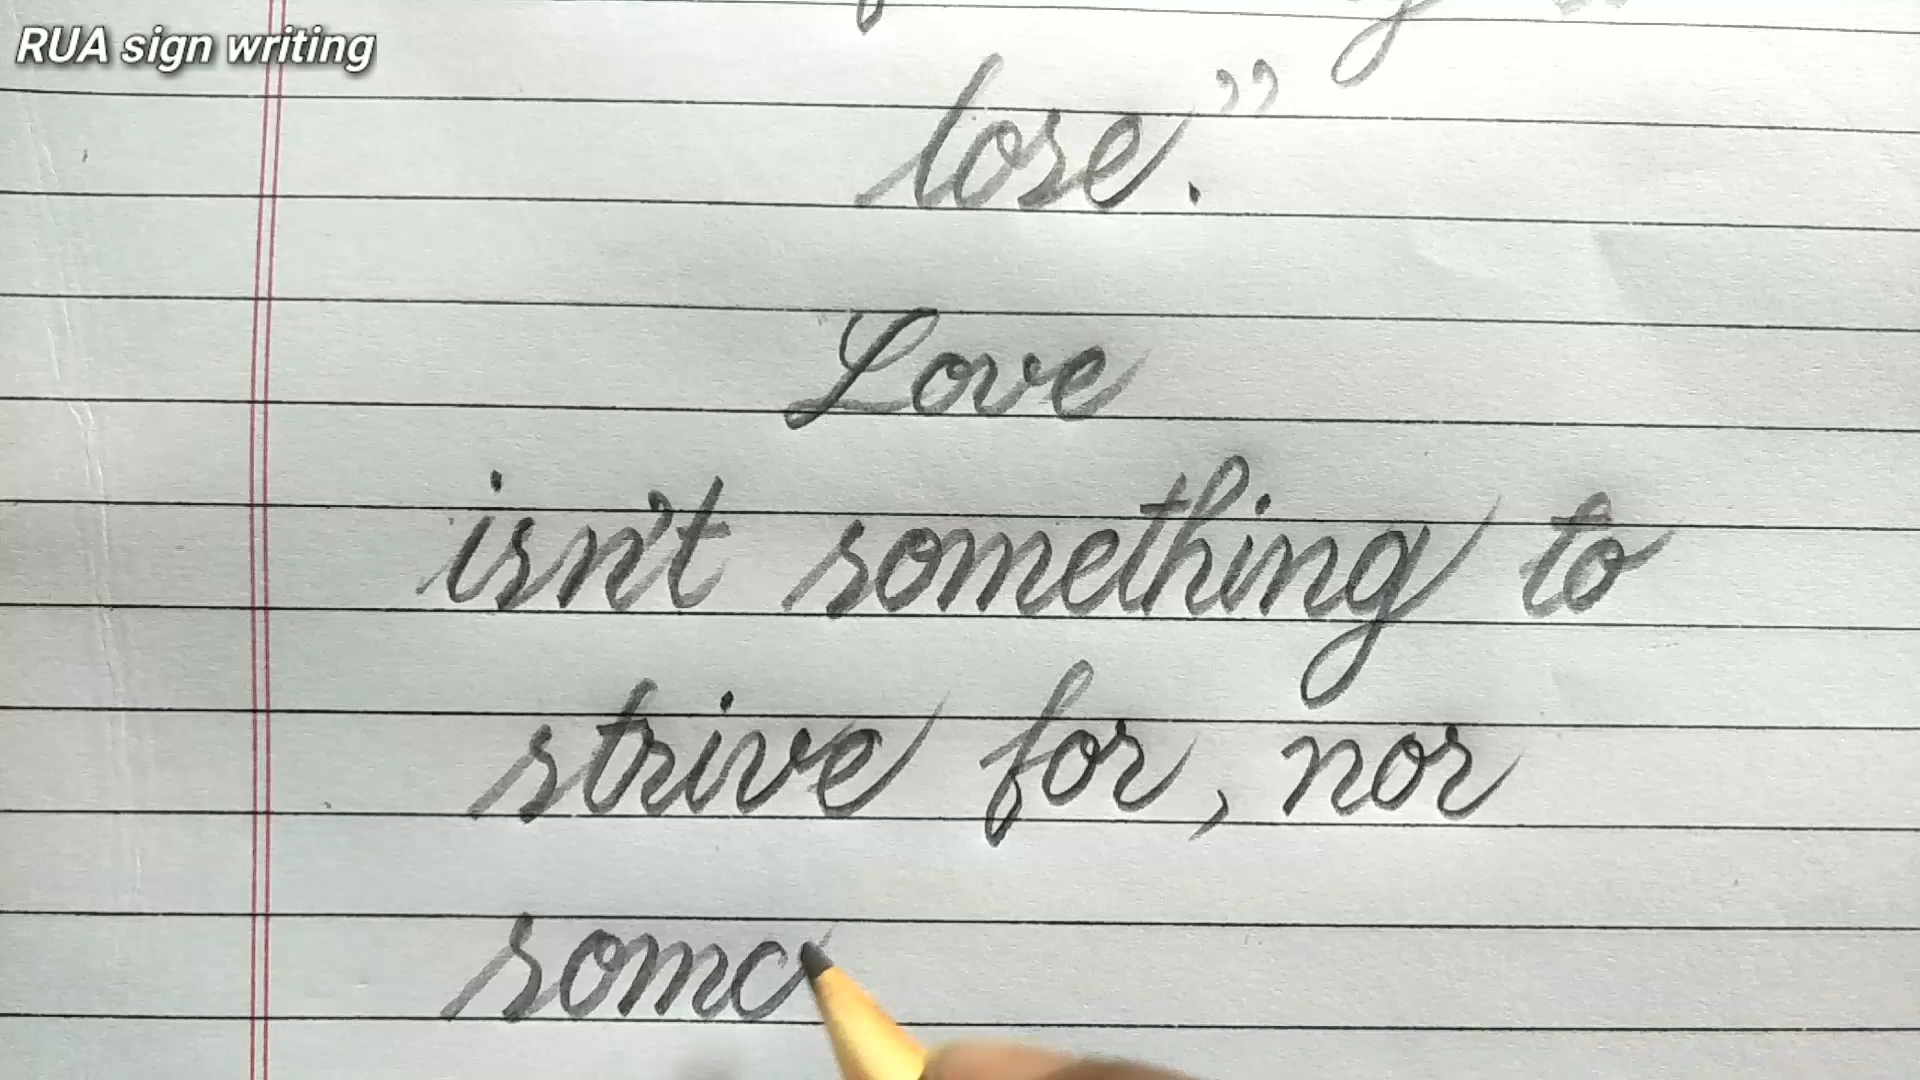 RUA sign writing
lose”.
Love
isn't something to
strive for, nor
some